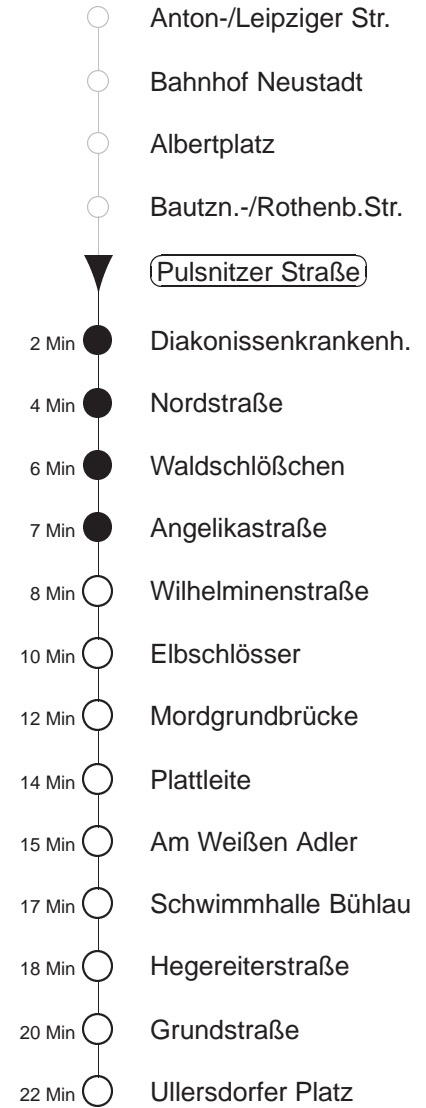 Anton-/Leipziger Str.
Bahnhof Neustadt
Albertplatz
Bautzn.-/Rothenb.Str.
Pulsnitzer Straße
2 Min Diakonissenkrankenh.
4 Min Nordstraße
6 Min Waldschlößchen
7 Min Angelikastraße
8 Min Wilhelminenstraße
10 Min Elbschlösser
12 Min Mordgrundbrücke
14 Min Plattleite
15 Min Am Weißen Adler
17 Min Schwimmhalle Bühlau
18 Min Hegereiterstraße
20 Min Grundstraße
22 Min Ullersdorfer Platz